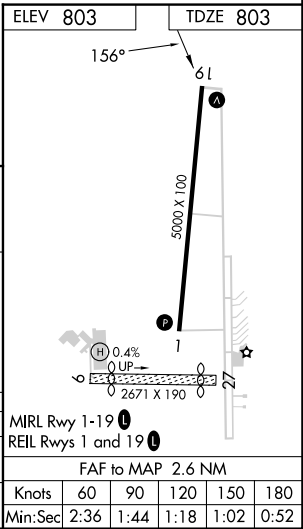 ELEV 803
TDZE 803
156°
19
V
5000 X 100
P
1
H 0.4%
UP
9
27
2671 X 190
MIRL Rwy 1-19 L
REIL Rwys 1 and 19 L
FAF to MAP 2.6 NM
Knots 60 90 120 150 180
Min:Sec 2:36 1:44 1:18 1:02 0:52